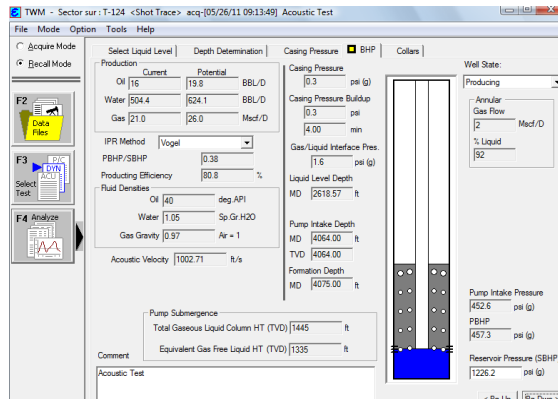 TWM - Sector sur : T-124 <Shot Trace> acq-[05/26/11 09:13:49] Acoustic Test
File Mode Option Tools Help
Acquire Mode
Recall Mode
F2
Data
Files
F3
P/C
DYN
ACU
Select
Test
F4 Analyze
Select Liquid Level Depth Determination Casing Pressure BHP Collars
Production
Current Potential
Oil 16 19.8 BBL/D
Water 504.4 624.1 BBL/D
Gas 21.0 26.0 Mscf/D
IPR Method Vogel
PBHP/SBHP 0.38
Producing Efficiency 80.8 %
Fluid Densities
Oil 40 deg.API
Water 1.05 Sp.Gr.H2O
Gas Gravity 0.97 Air = 1
Acoustic Velocity 1002.71 ft/s
Casing Pressure
0.3 psi (g)
Casing Pressure Buildup
0.3 psi
4.00 min
Gas/Liquid Interface Pres.
1.6 psi (g)
Liquid Level Depth
MD 2618.57 ft
Pump Intake Depth
MD 4064.00 ft
TVD 4064.00
Formation Depth
MD 4075.00 ft
Well State:
Producing
Annular
Gas Flow
2 Mscf/D
% Liquid
92
Pump Intake Pressure
452.6 psi (g)
PBHP
457.3 psi (g)
Reservoir Pressure (SBHP)
1226.2 psi (g)
Pump Submergence
Total Gaseous Liquid Column HT (TVD) 1445 ft
Equivalent Gas Free Liquid HT (TVD) 1335 ft
Comment
Acoustic Test